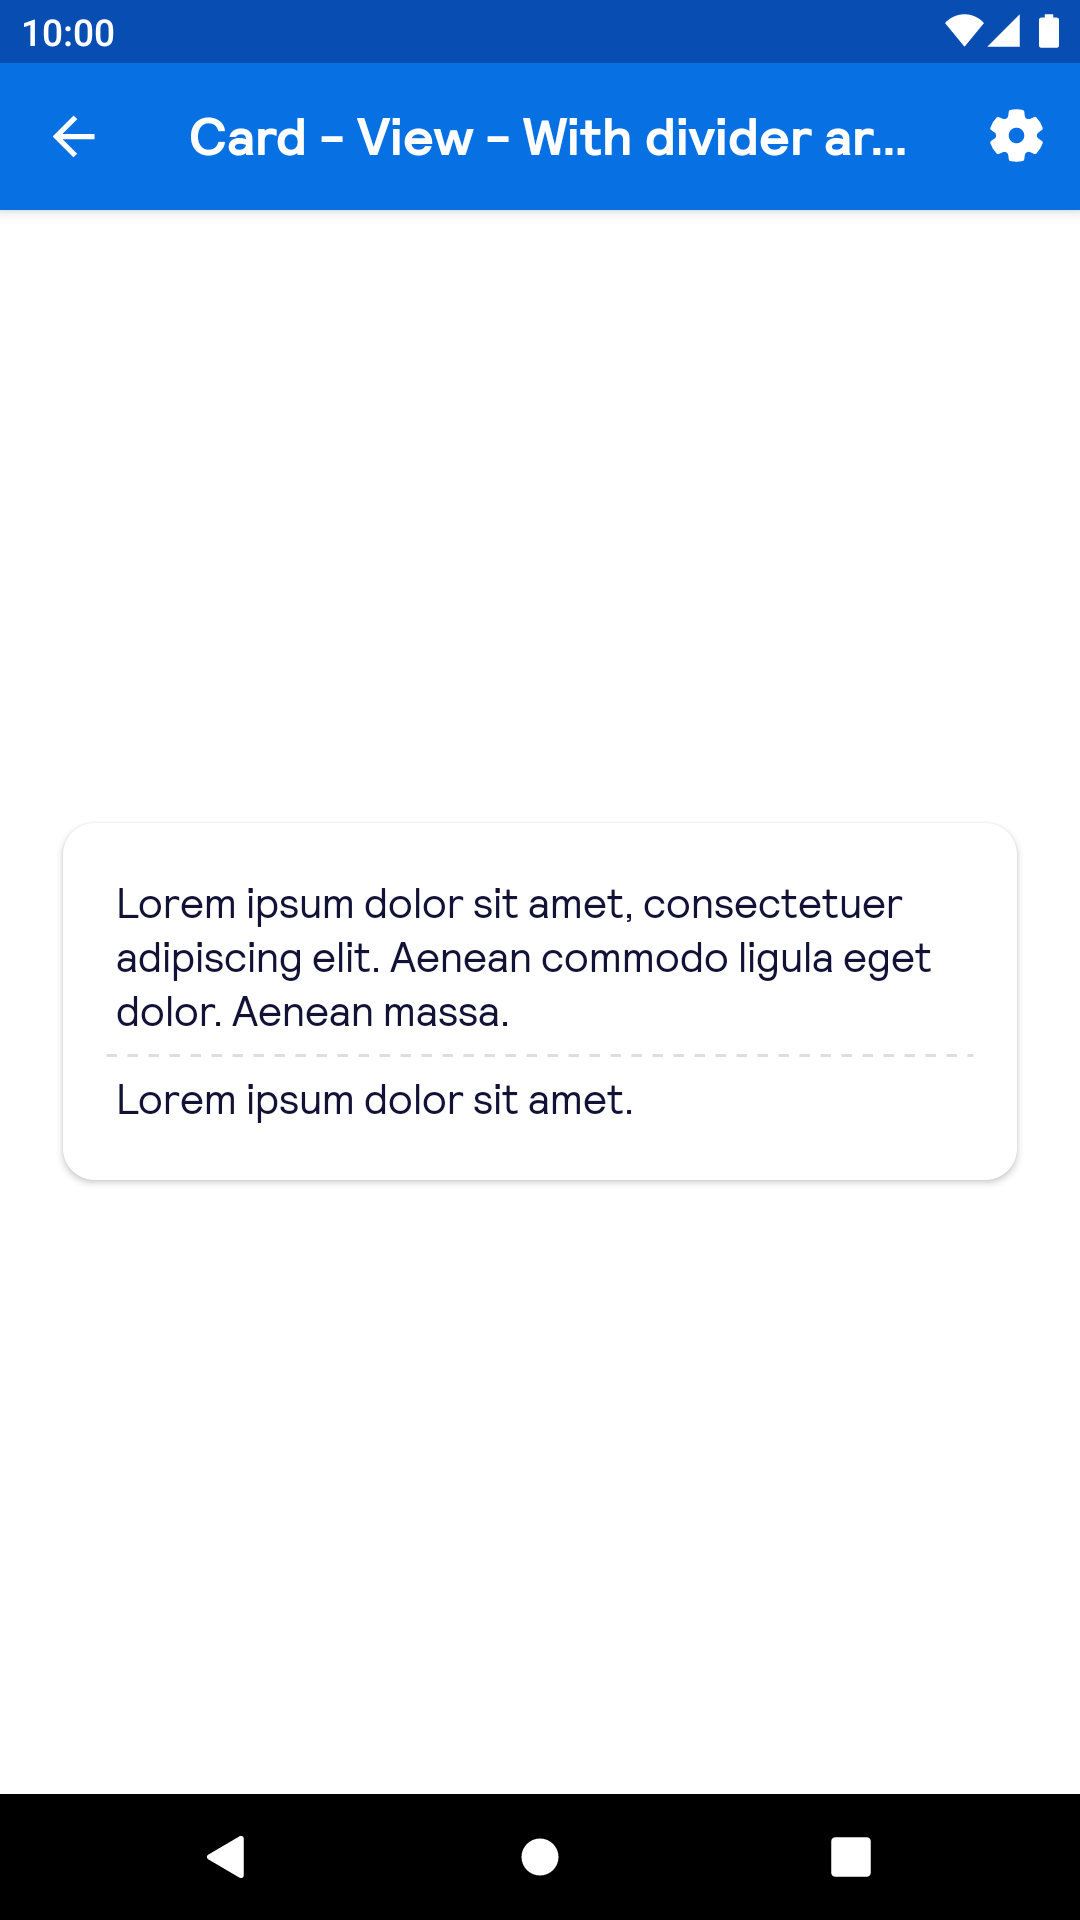 10:00
Card - View - With divider ar...
Lorem ipsum dolor sit amet, consectetuer
adipiscing elit. Aenean commodo ligula eget
dolor. Aenean massa.
Lorem ipsum dolor sit amet.